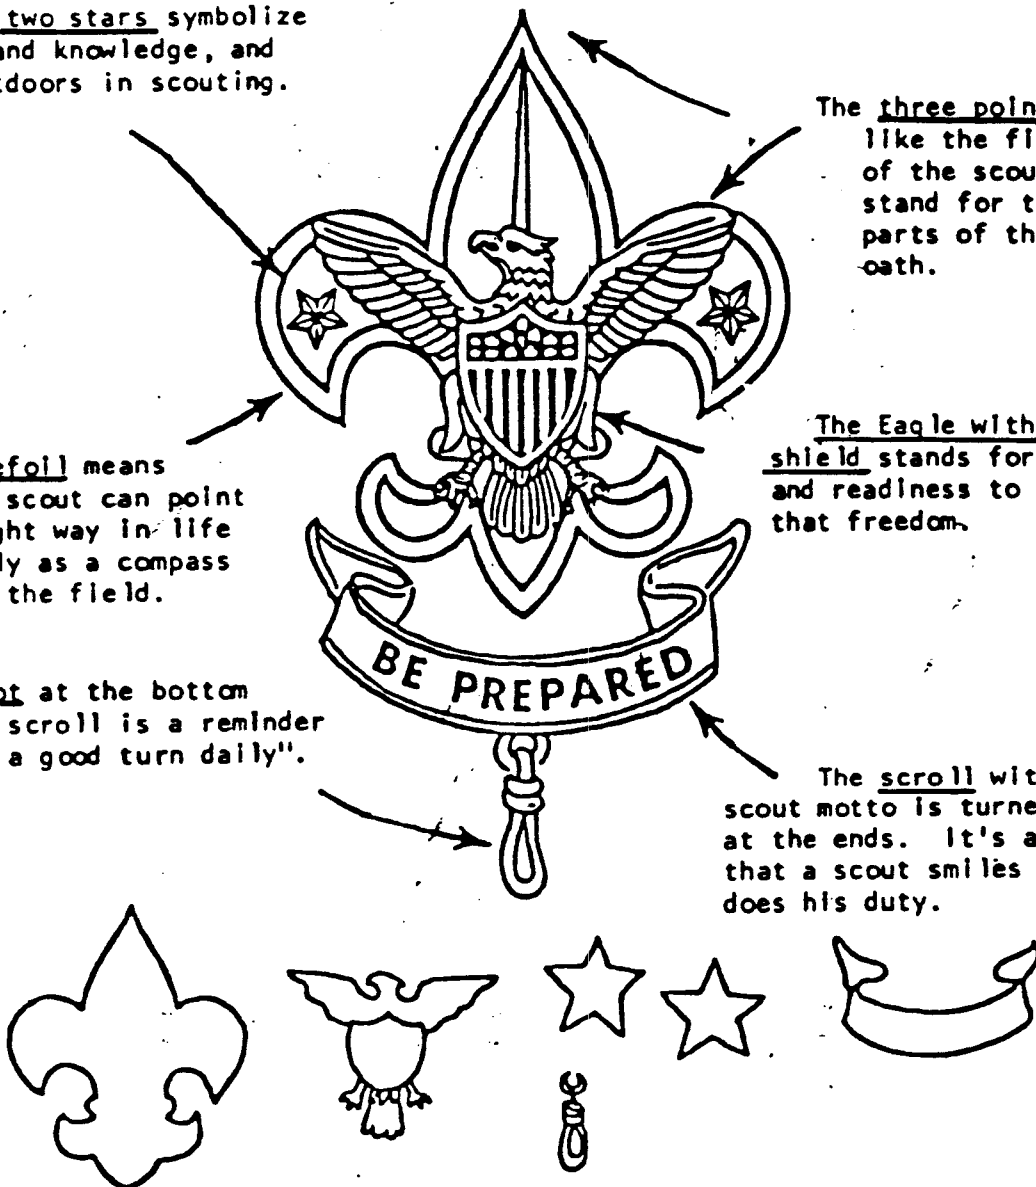 two stars symbolize
and knowledge, and
doors in scouting.
The three poin
like the fi
of the scou
stand for t
parts of th
oath.
The Eagle with
shield stands for
and readiness to
that freedom.
efoil means
scout can point
ght way in life
ly as a compass
the field.
BE PREPARED
ot at the bottom
scroll is a reminder
a good turn daily".
The scroll wit
scout motto is turne
at the ends. It's a
that a scout smiles
does his duty.